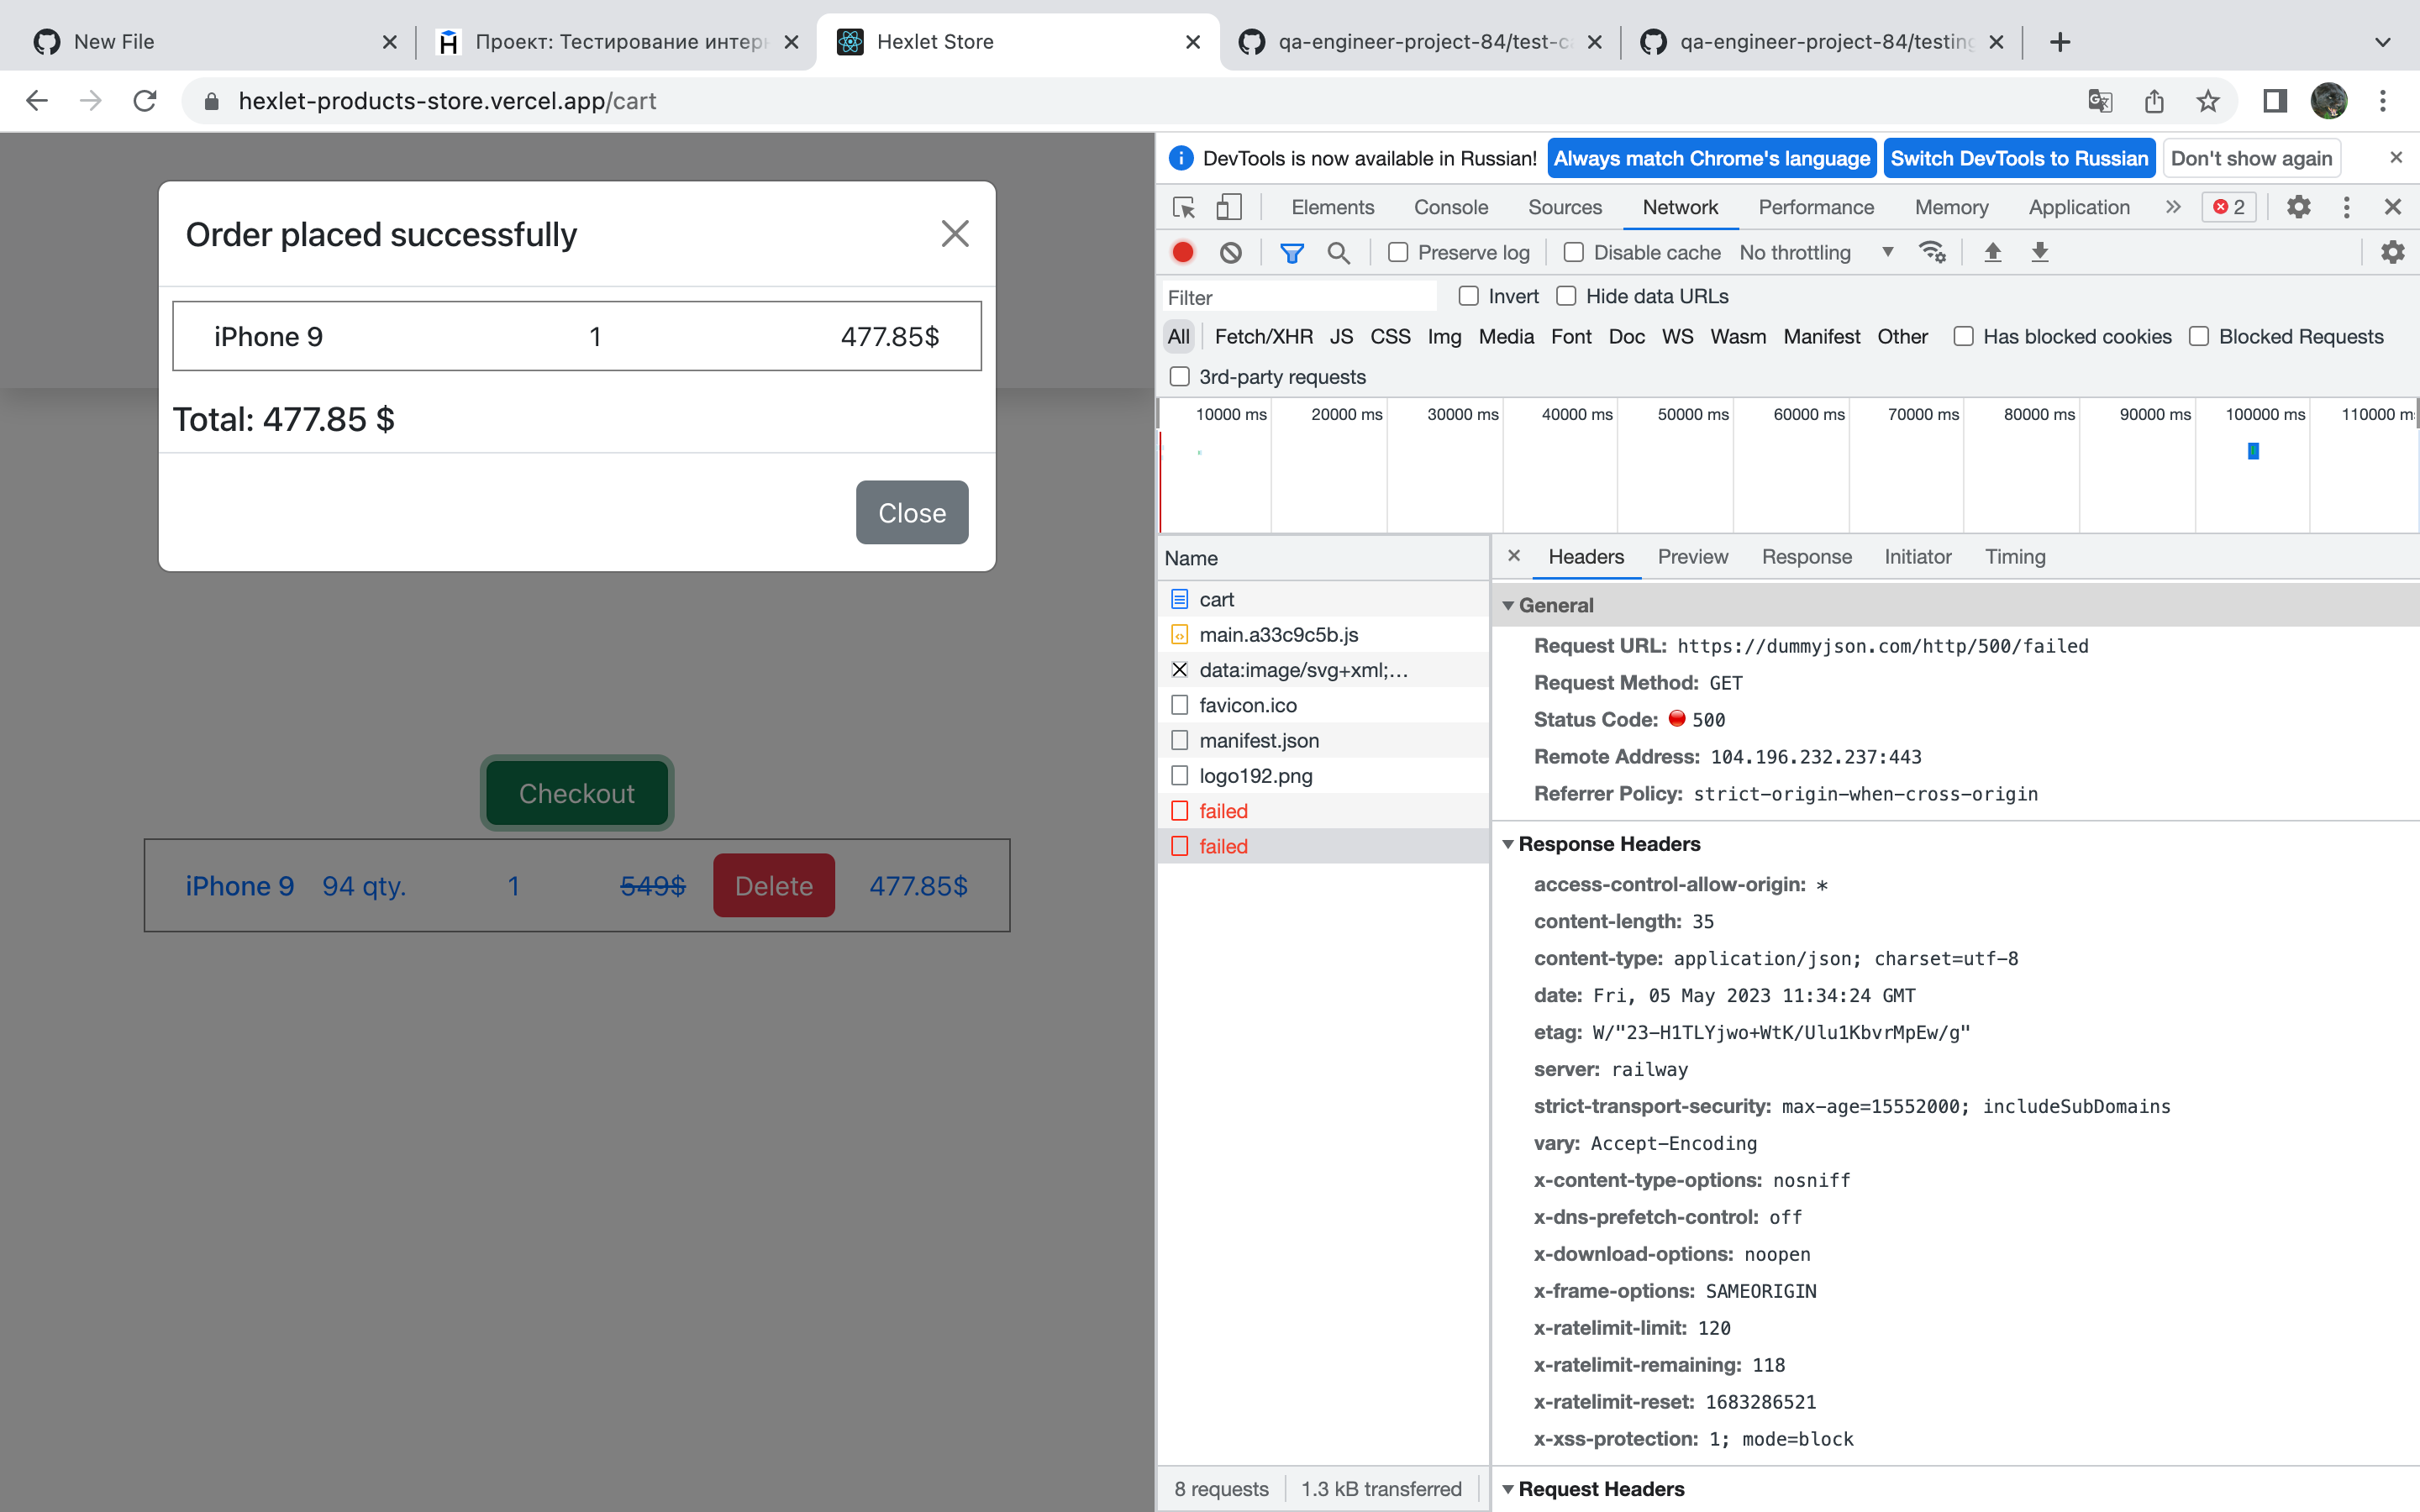 New File
Проект: Тестирование интерн
Hexlet Store
qa-engineer-project-84/test-ca
qa-engineer-project-84/testing
hexlet-products-store.vercel.app/cart
Order placed successfully
iPhone 9 1 477.85$
Total: 477.85 $
Close
Checkout
iPhone 9 94 qty. 1 549$ Delete 477.85$
DevTools is now available in Russian! Always match Chrome's language Switch DevTools to Russian Don't show again
Elements Console Sources Network Performance Memory Application 2
Preserve log Disable cache No throttling
Filter Invert Hide data URLs
All Fetch/XHR JS CSS Img Media Font Doc WS Wasm Manifest Other Has blocked cookies Blocked Requests
3rd-party requests
10000 ms 20000 ms 30000 ms 40000 ms 50000 ms 60000 ms 70000 ms 80000 ms 90000 ms 100000 ms 110000 m
Name
cart
main.a33c9c5b.js
data:image/svg+xml;…
favicon.ico
manifest.json
logo192.png
failed
failed
8 requests 1.3 kB transferred
Headers Preview Response Initiator Timing
General
Request URL: https://dummyjson.com/http/500/failed
Request Method: GET
Status Code: 500
Remote Address: 104.196.232.237:443
Referrer Policy: strict-origin-when-cross-origin
Response Headers
access-control-allow-origin: *
content-length: 35
content-type: application/json; charset=utf-8
date: Fri, 05 May 2023 11:34:24 GMT
etag: W/"23-H1TLYjwo+WtK/Ulu1KbvrMpEw/g"
server: railway
strict-transport-security: max-age=15552000; includeSubDomains
vary: Accept-Encoding
x-content-type-options: nosniff
x-dns-prefetch-control: off
x-download-options: noopen
x-frame-options: SAMEORIGIN
x-ratelimit-limit: 120
x-ratelimit-remaining: 118
x-ratelimit-reset: 1683286521
x-xss-protection: 1; mode=block
Request Headers